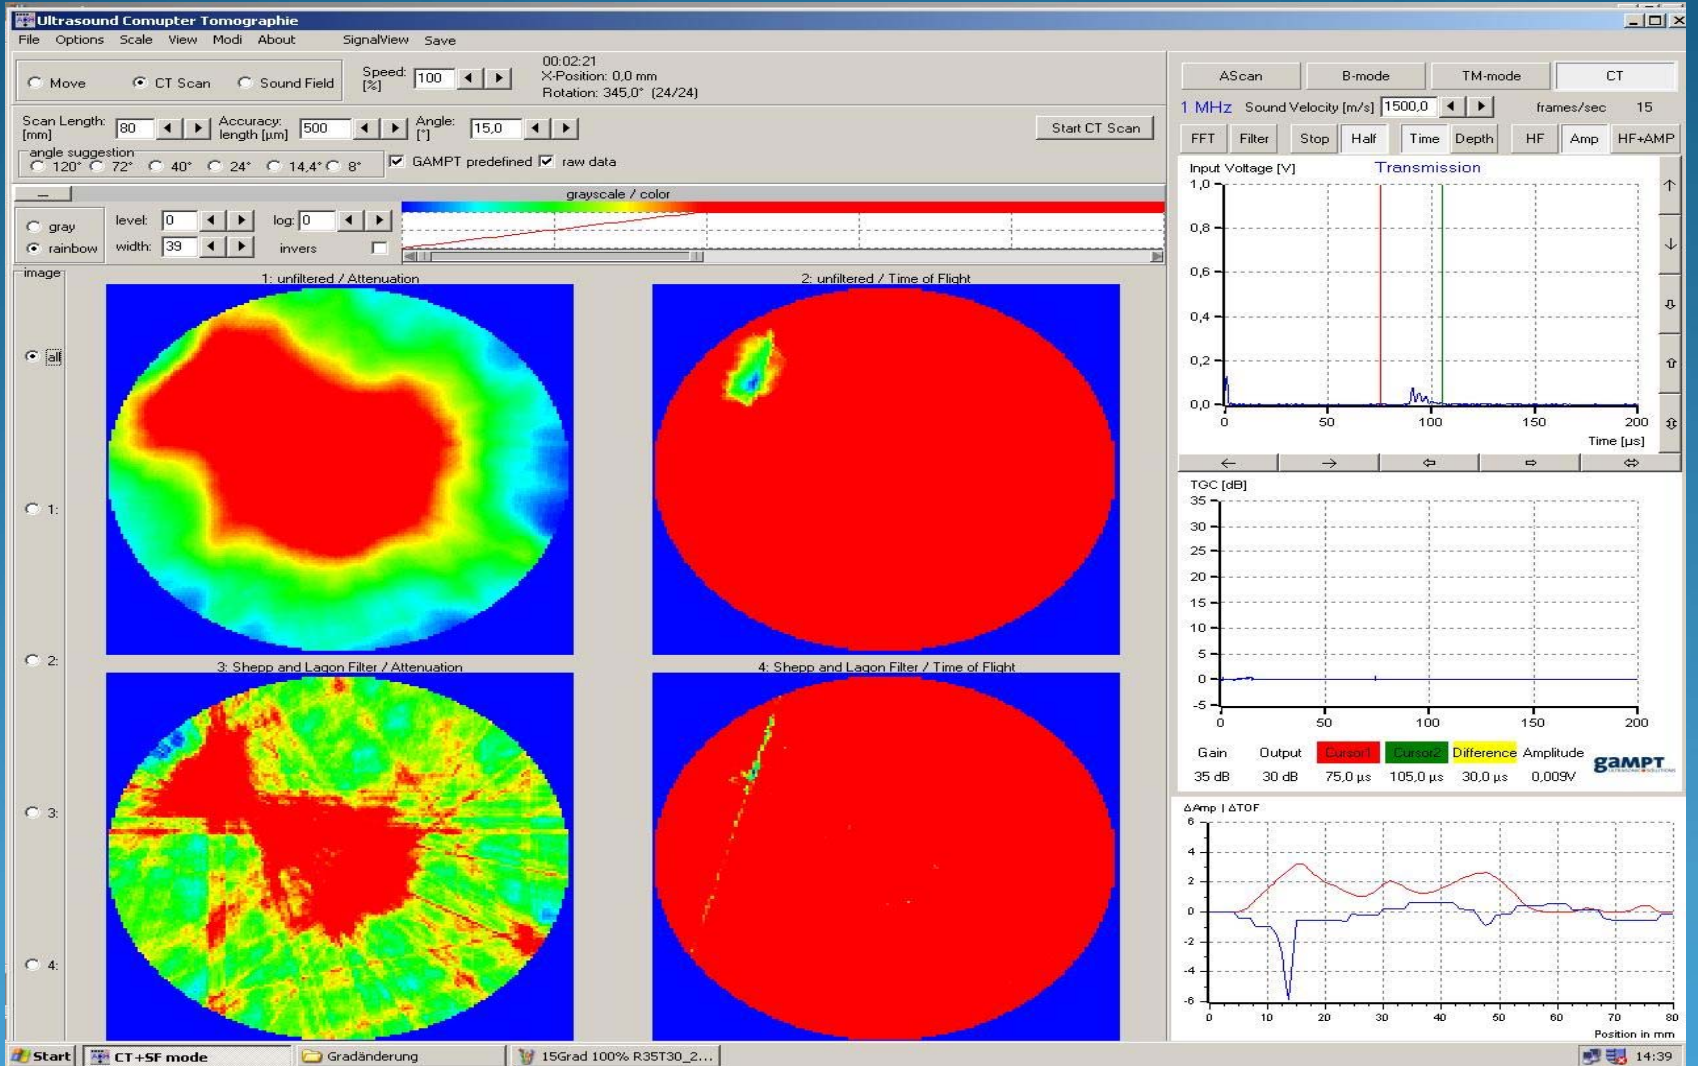 Ultrasound Comupter Tomographie
File Options Scale View Modi About SignalView Save
Move CT Scan Sound Field
Speed: [%] 100
00:02:21
X-Position: 0,0 mm
Rotation: 345,0° (24/24)
Scan Length: [mm] 80 Accuracy: length [µm] 500 Angle: [°] 15,0 Start CT Scan
angle suggestion
120° 72° 40° 24° 14,4° 8° GAMPT predefined raw data
grayscale / color
gray level: 0 log: 0
rainbow width: 39 invers
image
all
1:
2:
3:
4:
1: unfiltered / Attenuation
2: unfiltered / Time of Flight
3: Shepp and Lagon Filter / Attenuation
4: Shepp and Lagon Filter / Time of Flight
AScan B-mode TM-mode CT
1 MHz Sound Velocity [m/s] 1500,0 frames/sec 15
FFT Filter Stop Half Time Depth HF Amp HF+AMP
Input Voltage [V] Transmission
1,0
0,8
0,6
0,4
0,2
0,0
0 50 100 150 200
Time [µs]
TGC [dB]
35
30
25
20
15
10
5
0
-5
0 50 100 150 200
Gain Output Cursor1 Cursor2 Difference Amplitude
35 dB 30 dB 75,0 µs 105,0 µs 30,0 µs 0,009V
GAMPT
ΔAmp | ΔTOF
6
4
2
0
-2
-4
-6
0 10 20 30 40 50 60 70 80
Position in mm
Start CT+SF mode Gradänderung 15Grad 100% R35T30_2... 14:39